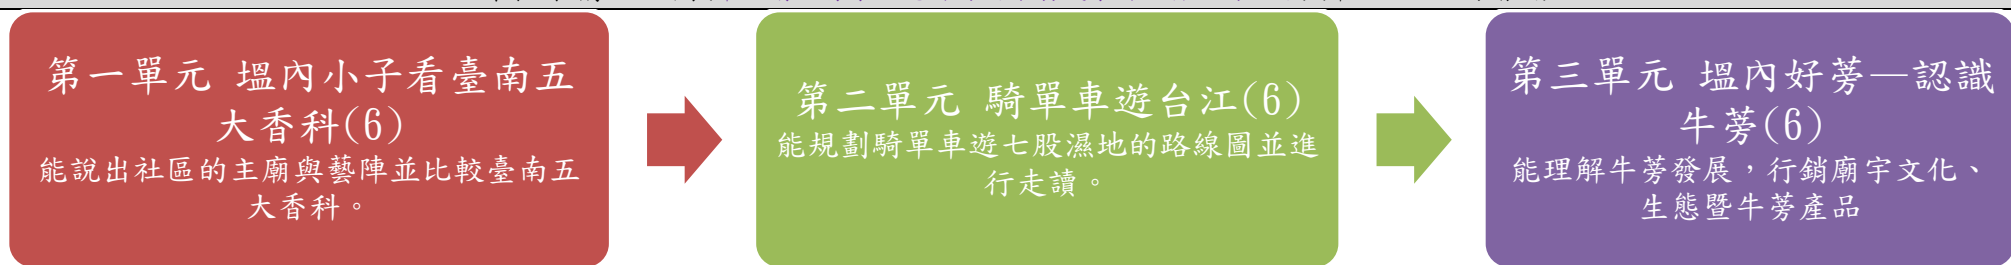 第一單元 塭內小子看臺南五
大香科(6)
能說出社區的主廟與藝陣並比較臺南五
大香科。
第二單元 騎單車遊台江(6)
能規劃騎單車遊七股濕地的路線圖並進
行走讀。
第三單元 塭內好蒡—認識
牛蒡(6)
能理解牛蒡發展，行銷廟宇文化、
生態暨牛蒡產品